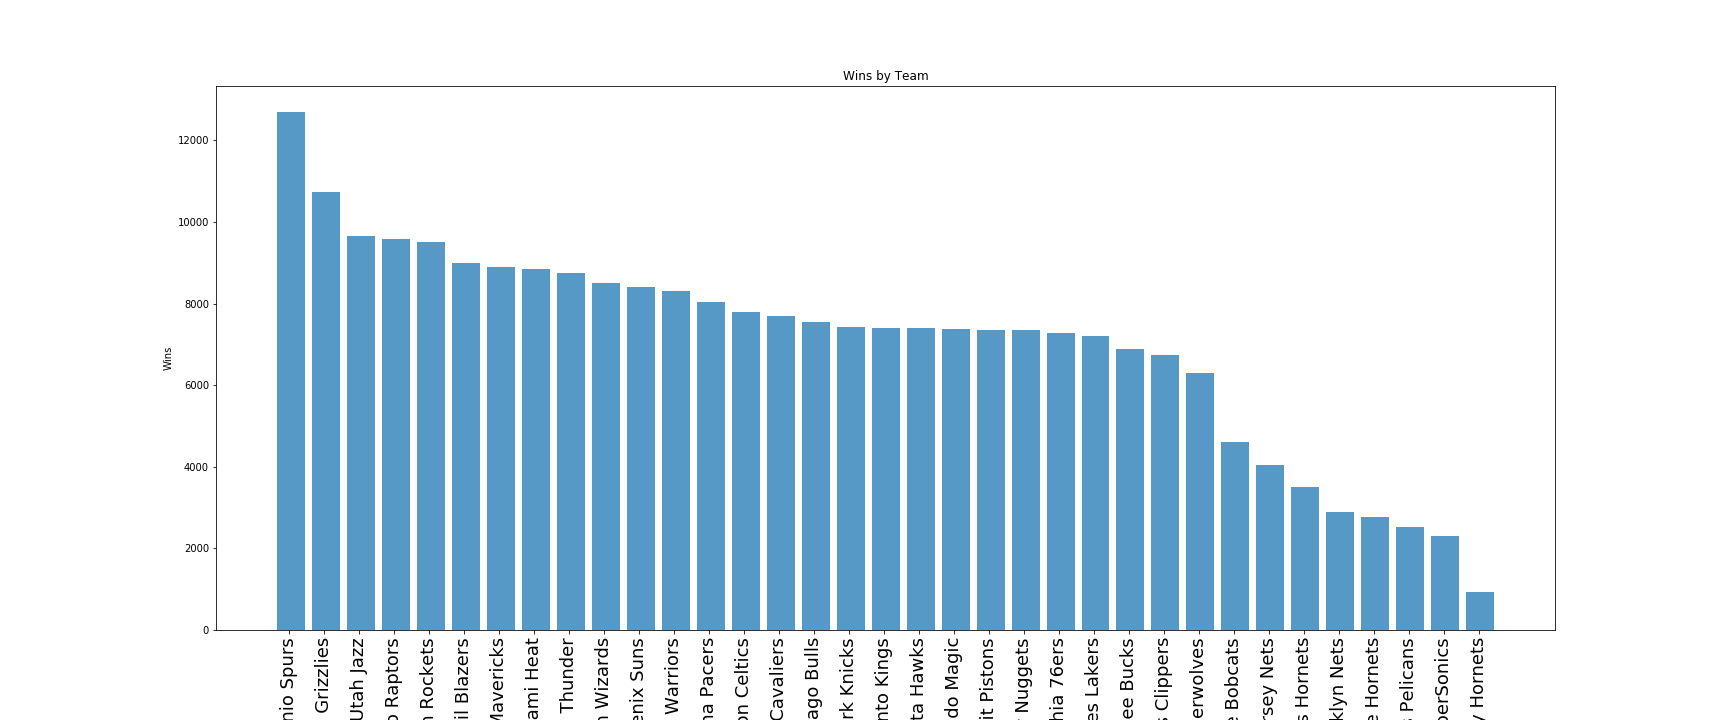 Wins by Team
12000
10000
8000
6000
4000
2000
0
Wins
nio Spurs
Grizzlies
Utah Jazz
o Raptors
n Rockets
il Blazers
Mavericks
ami Heat
Thunder
n Wizards
enix Suns
Warriors
na Pacers
on Celtics
Cavaliers
ago Bulls
rk Knicks
nto Kings
ta Hawks
do Magic
it Pistons
Nuggets
hia 76ers
es Lakers
ee Bucks
s Clippers
erwolves
e Bobcats
rsey Nets
s Hornets
klyn Nets
e Hornets
Pelicans
perSonics
Hornets